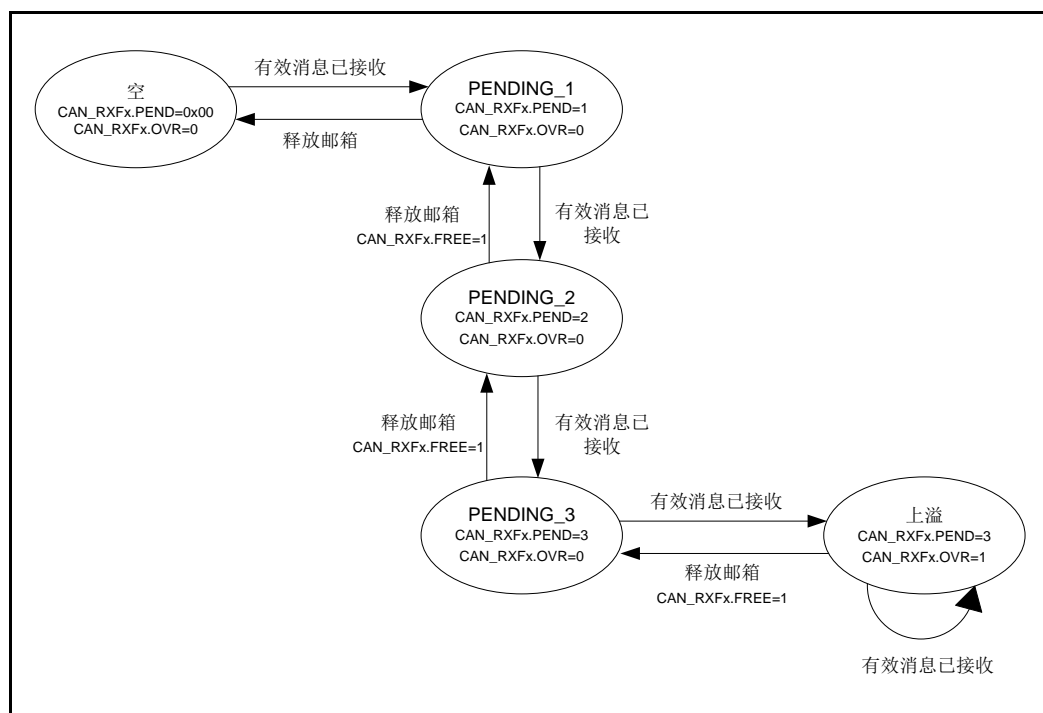 有效消息已接收
空
CAN_RXFx.PEND=0x00
CAN_RXFx.OVR=0
PENDING_1
CAN_RXFx.PEND=1
CAN_RXFx.OVR=0
释放邮箱
释放邮箱
CAN_RXFx.FREE=1
有效消息已
接收
PENDING_2
CAN_RXFx.PEND=2
CAN_RXFx.OVR=0
释放邮箱
CAN_RXFx.FREE=1
有效消息已
接收
PENDING_3
CAN_RXFx.PEND=3
CAN_RXFx.OVR=0
有效消息已接收
上溢
CAN_RXFx.PEND=3
CAN_RXFx.OVR=1
释放邮箱
CAN_RXFx.FREE=1
有效消息已接收